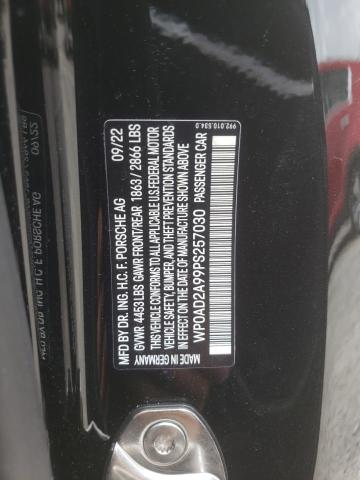 MFD BY DR. ING. H.C. F. PORSCHE AG 09/22
GVWR 4453 LBS GAWR FRONT/REAR 1863 / 2866 LBS
THIS VEHICLE CONFORMS TO ALL APPLICABLE U.S FEDERAL MOTOR
VEHICLE SAFETY, BUMPER, AND THEFT PREVENTION STANDARDS
IN EFFECT ON THE DATE OF MANUFACTURE SHOWN ABOVE
WP0AD2A99PS257030 PASSENGER CAR
MADE IN GERMANY
992.010.534.0